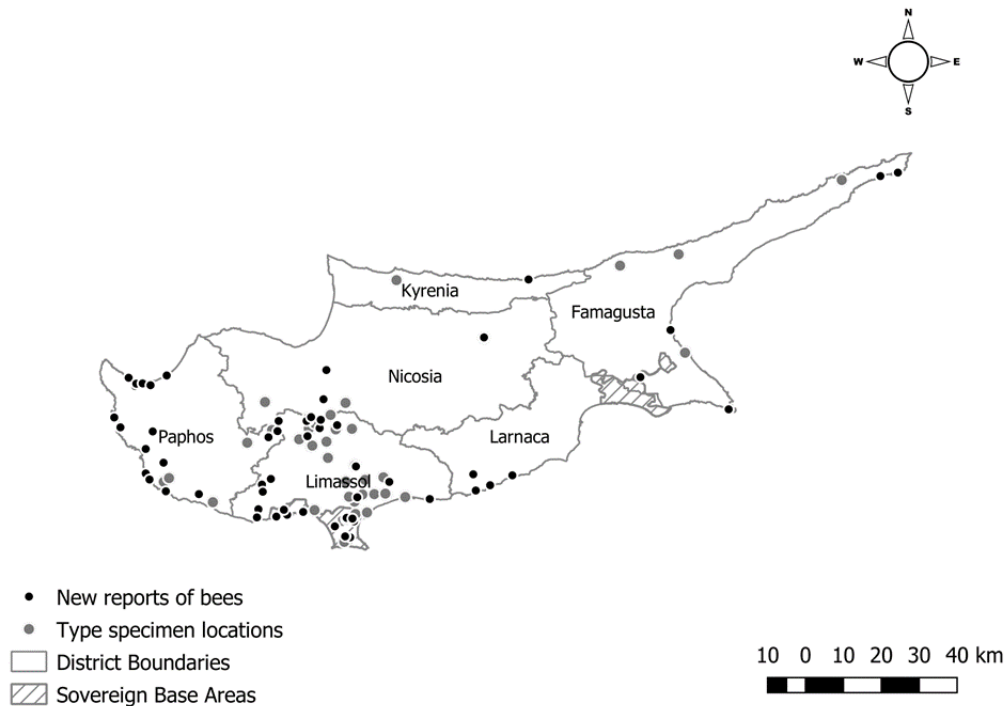 N
W E
S
Kyrenia
Famagusta
Nicosia
Paphos
Larnaca
Limassol
New reports of bees
Type specimen locations
District Boundaries
Sovereign Base Areas
10 0 10 20 30 40 km